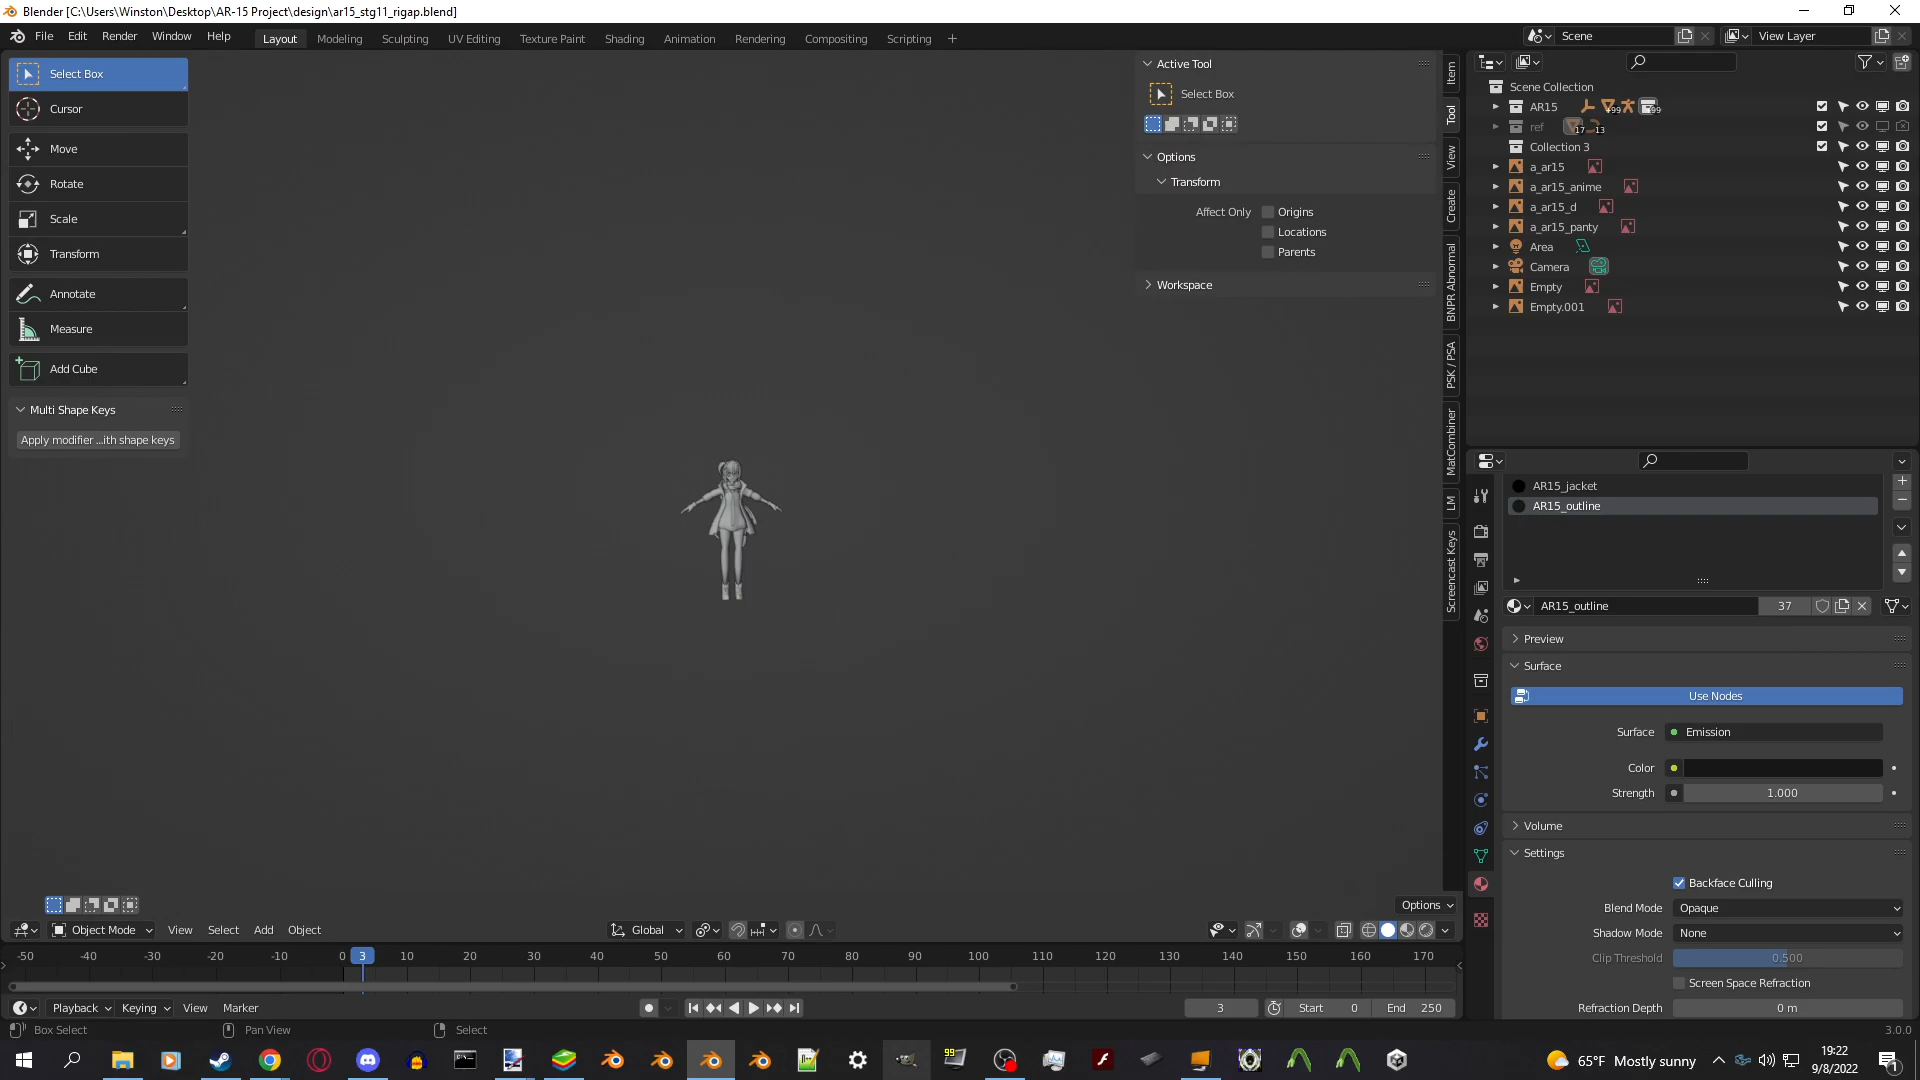 Blender [C:\Users\Winston\Desktop\AR-15 Project\design\ar15_stg11_rigap.blend]
File Edit Render Window Help
Layout Modeling Sculpting UV Editing Texture Paint Shading Animation Rendering Compositing Scripting +
Scene
View Layer
Select Box
Cursor
Move
Rotate
Scale
Transform
Annotate
Measure
Add Cube
Multi Shape Keys
Apply modifier ...ith shape keys
Active Tool
Select Box
Options
Transform
Affect Only Origins
Locations
Parents
Workspace
Item
Tool
View
Create
BNPR Abnormal
PSK / PSA
MatCombiner
LM
Screencast Keys
Scene Collection
AR15 99 99
ref 17 13
Collection 3
a_ar15
a_ar15_anime
a_ar15_d
a_ar15_panty
Area
Camera
Empty
Empty.001
AR15_jacket
AR15_outline
AR15_outline 37
Preview
Surface
Use Nodes
Surface Emission
Color
Strength 1.000
Volume
Settings
Backface Culling
Blend Mode Opaque
Shadow Mode None
Clip Threshold 0.500
Screen Space Refraction
Refraction Depth 0 m
Options
Object Mode View Select Add Object
Global
-50 -40 -30 -20 -10 0 3 10 20 30 40 50 60 70 80 90 100 110 120 130 140 150 160 170
Playback Keying View Marker
3 Start 0 End 250
Box Select Pan View Select
3.0.0
99
65°F Mostly sunny
19:22
9/8/2022
1